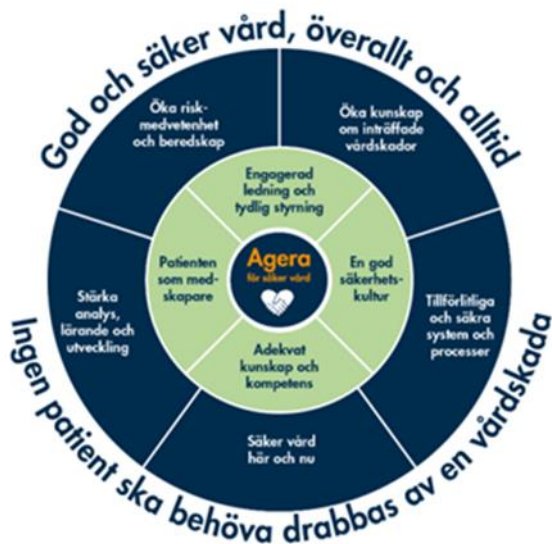 God och säker vård, överallt och alltid
Öka risk-
medvetenhet
och beredskap
Öka kunskap
om inträffade
vårdskador
Engagerad
ledning och
tydlig styrning
Patienten
som med-
skapare
Agera
för säker vård
En god
säkerhets-
kultur
Stärka
analys,
lärande och
utveckling
Tillförlitliga
och säkra
system och
processer
Adekvat
kunskap och
kompetens
Säker vård
här och nu
Ingen patient ska behöva drabbas av en vårdskada